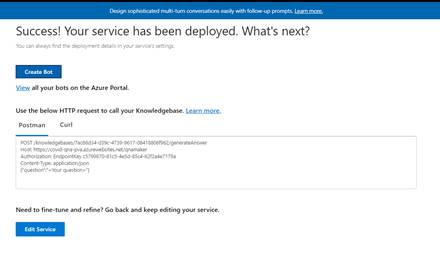 Design sophisticated multi-turn conversations easily with follow-up prompts. Learn more.
Success! Your service has been deployed. What's next?
You can always find the deployment details in your service's settings.
Create Bot
View all your bots on the Azure Portal.
Use the below HTTP request to call your Knowledgebase. Learn more.
Postman Curl
POST /knowledgebases/7ac66d34-d39c-4739-9617-08418806f962/generateAnswer
Host: https://covid-qna-pva.azurewebsites.net/qnamaker
Authorization: EndpointKey c5799670-81c5-4e5d-85c4-62f2a4e7179a
Content-Type: application/json
{"question":"<Your question>"}
Need to fine-tune and refine? Go back and keep editing your service.
Edit Service